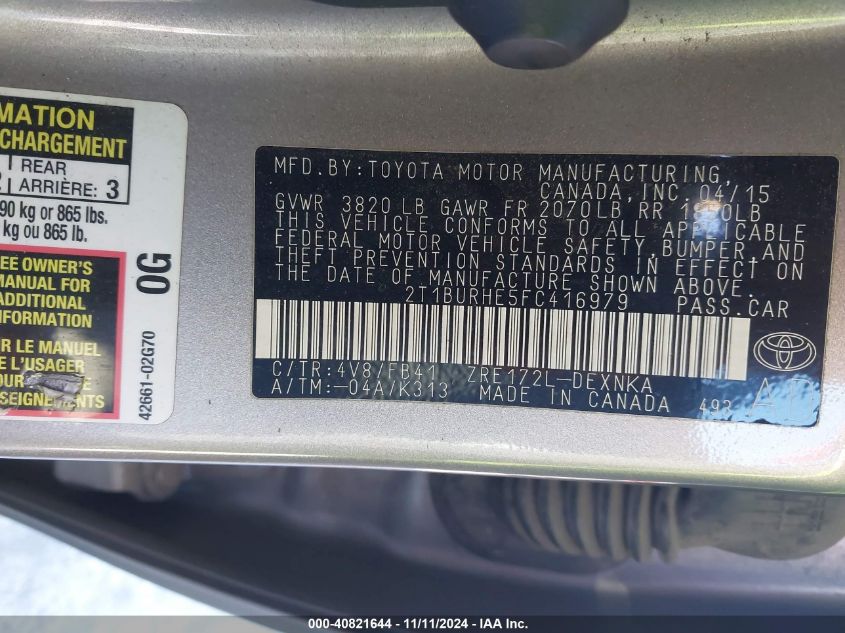 MATION
CHARGEMENT
REAR
ARRIÈRE: 3
90 kg or 865 lbs.
kg ou 865 lb.
EE OWNER'S
MANUAL FOR
ADDITIONAL
INFORMATION
R LE MANUEL
L'USAGER
POUR
0G
42661-02G70
MFD. BY: TOYOTA MOTOR MANUFACTURING,
CANADA, INC. 04/15
GVWR 3820 LB GAWR FR 2070LB RR LB
THIS VEHICLE CONFORMS TO ALL APPLICABLE
FEDERAL MOTOR VEHICLE SAFETY, BUMPER, AND
THEFT PREVENTION STANDARDS IN EFFECT ON
THE DATE OF MANUFACTURE SHOWN ABOVE.
2T1BURHE5FC416979 PASS. CAR
C/TR: 4V8/FB41 ZRE172L-DEXNKA
A/TM: -04A/K313 MADE IN CANADA 493
000-40821644 - 11/11/2024 - IAA Inc.